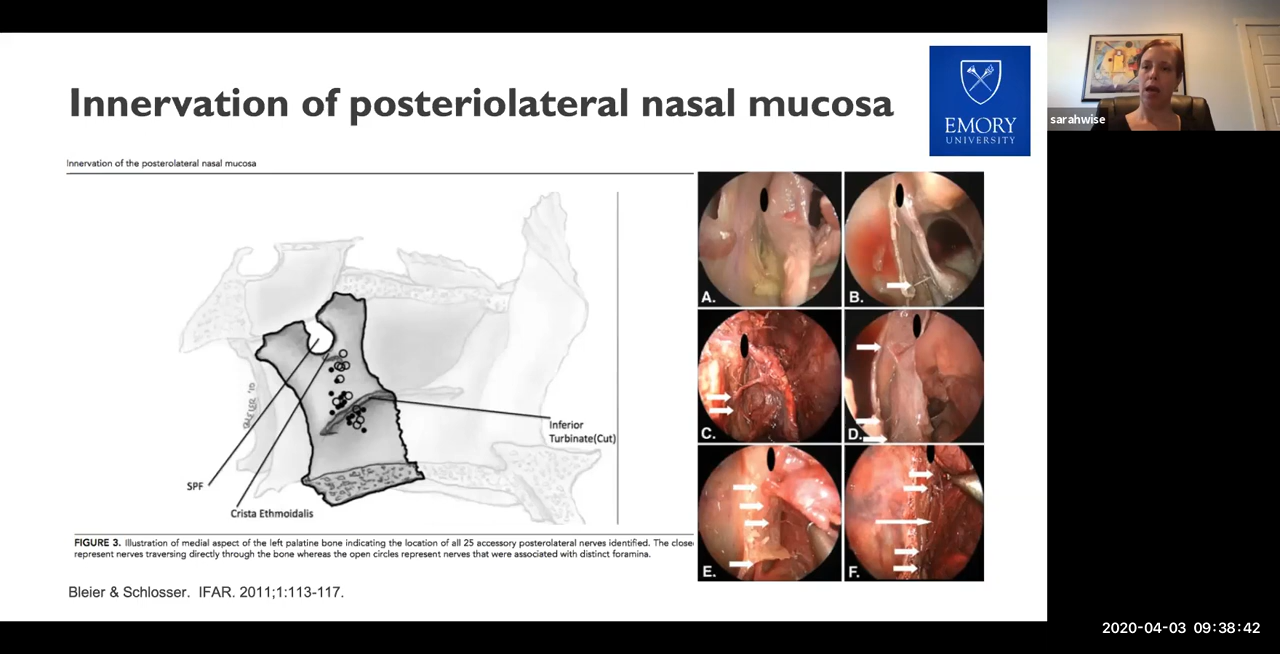 Innervation of posteriolateral nasal mucosa
EMORY
UNIVERSITY
sarahwise
Innervation of the posterolateral nasal mucosa
A.
B.
C.
D.
E.
F.
Inferior
Turbinate(Cut)
SPF
Crista Ethmoidalis
FIGURE 3. Illustration of medial aspect of the left palatine bone indicating the location of all 25 accessory posterolateral nerves identified. The close
represent nerves traversing directly through the bone whereas the open circles represent nerves that were associated with distinct foramina.
Bleier & Schlosser. IFAR. 2011;1:113-117.
2020-04-03 09:38:42